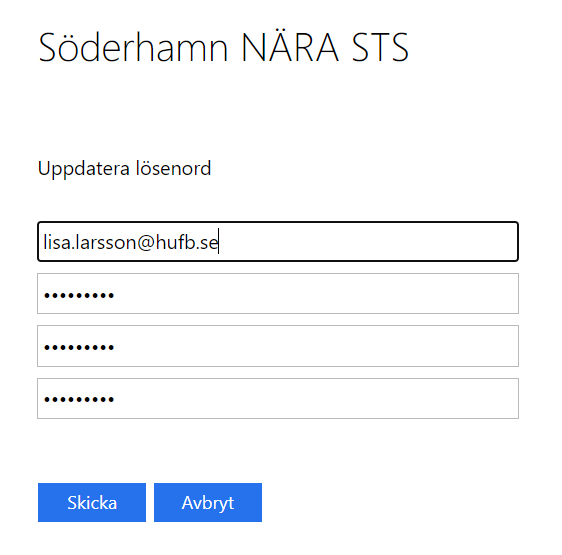 Söderhamn NÄRA STS
Uppdatera lösenord
lisa.larsson@hufb.se
•••••••••
•••••••••
•••••••••
Skicka
Avbryt